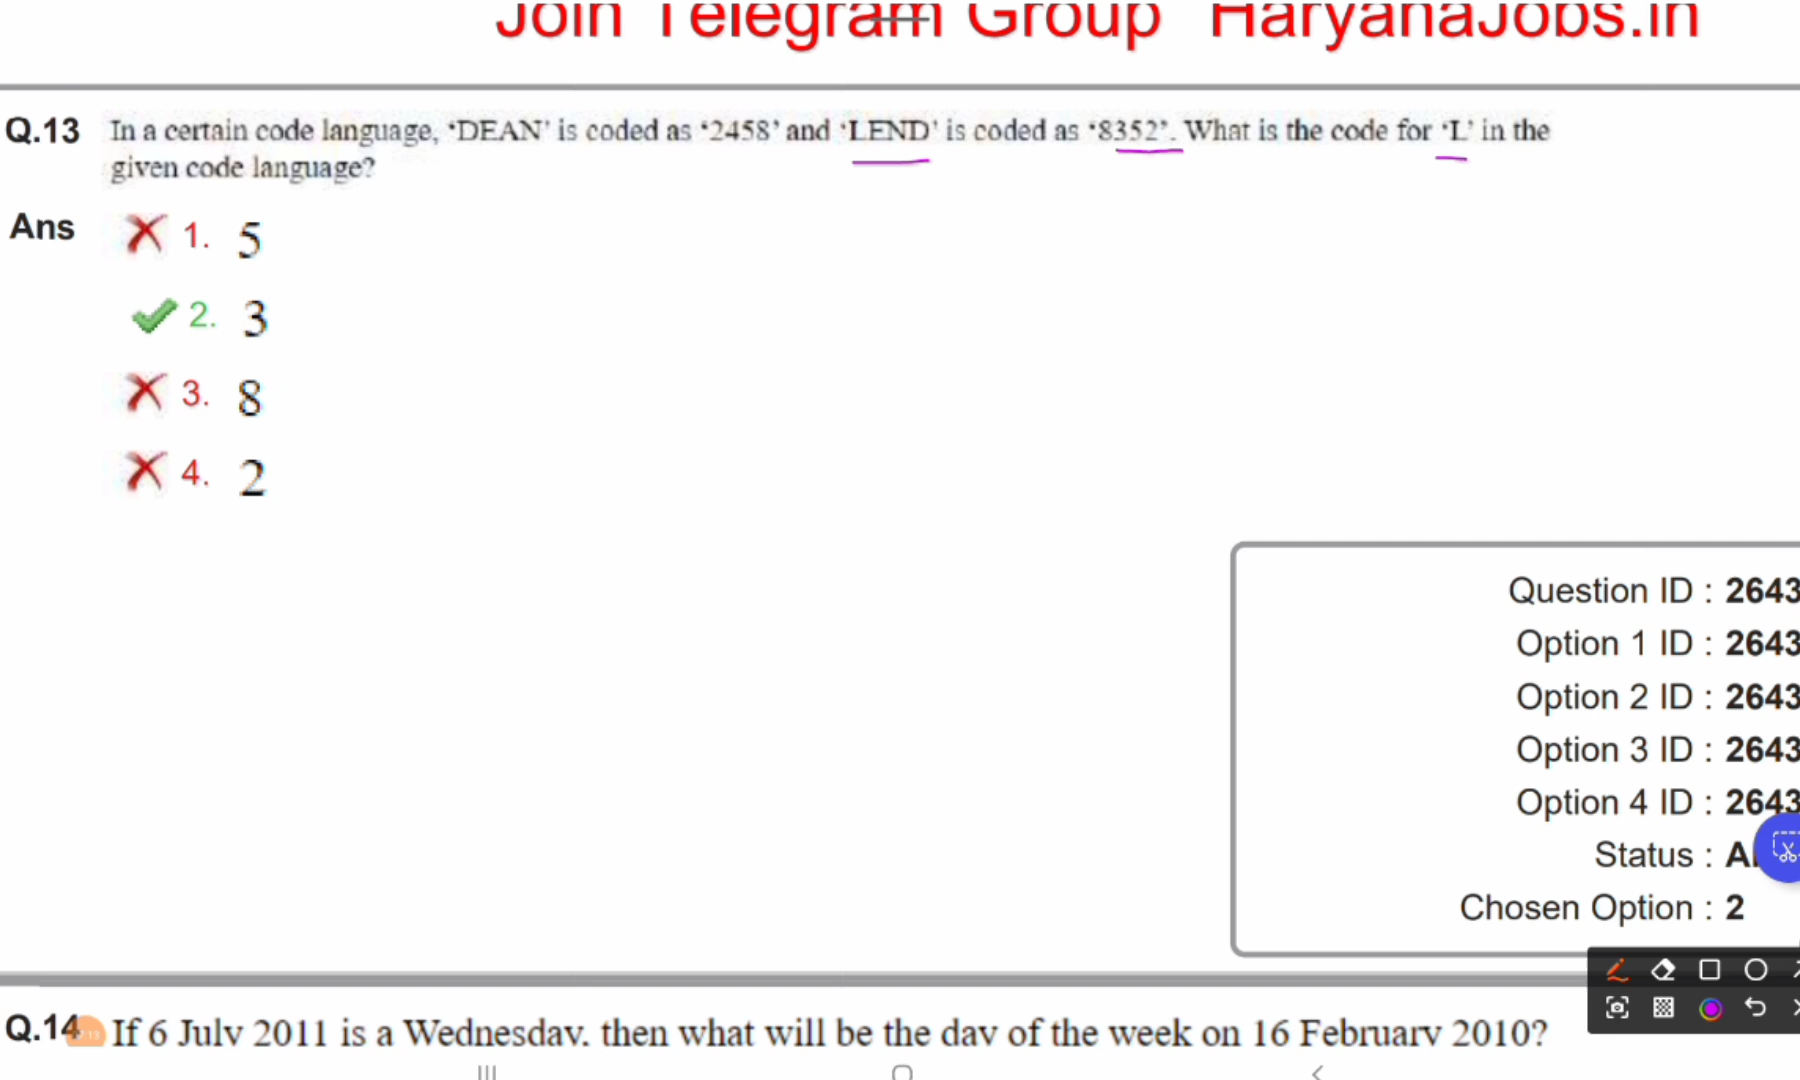 Join Telegram Group HaryanaJobs.in
Q.13 In a certain code language, ‘DEAN’ is coded as ‘2458’ and ‘LEND’ is coded as ‘8352’. What is the code for ‘L’ in the
given code language?
Ans 1. 5
2. 3
3. 8
4. 2
Question ID : 2643
Option 1 ID : 2643
Option 2 ID : 2643
Option 3 ID : 2643
Option 4 ID : 2643
Status :
Chosen Option : 2
Q.14 If 6 July 2011 is a Wednesday, then what will be the day of the week on 16 February 2010?